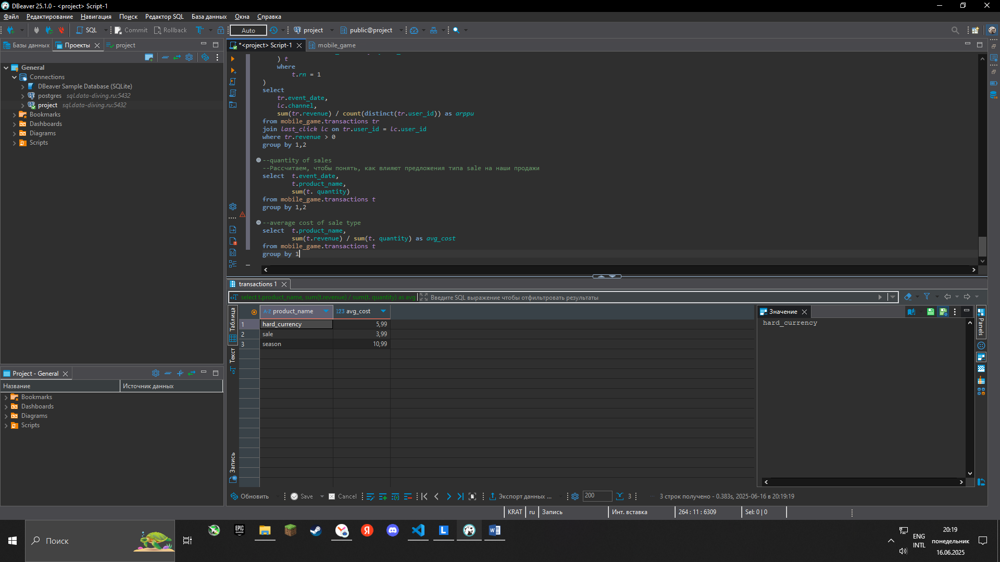 DBeaver 25.1.0 - <project> Script-1
Файл Редактирование Навигация Поиск Редактор SQL База данных Окна Справка
SQL Commit Rollback Auto project public@project
Базы данных Проекты project
*<project> Script-1 mobile_game
General
Connections
DBeaver Sample Database (SQLite)
postgres sql.data-diving.ru:5432
project sql.data-diving.ru:5432
Bookmarks
Dashboards
Diagrams
Scripts
) t
where
t.rn = 1
)
select
tr.event_date,
lc.channel,
sum(tr.revenue) / count(distinct(tr.user_id)) as arppu
from mobile_game.transactions tr
join last_click lc on tr.user_id = lc.user_id
where tr.revenue > 0
group by 1,2
--quantity of sales
--Рассчитаем, чтобы понять, как влияют предложения типа sale на наши продажи
select t.event_date,
t.product_name,
sum(t. quantity)
from mobile_game.transactions t
group by 1,2
--average cost of sale type
select t.product_name,
sum(t.revenue) / sum(t. quantity) as avg_cost
from mobile_game.transactions t
group by 1
transactions 1
select t.product_name, sum(t.revenue) / sum(t. quantity) as avg Введите SQL выражение чтобы отфильтровать результаты
Таблица
Текст
Запись
A-Z product_name 123 avg_cost
1 hard_currency 5,99
2 sale 3,99
3 season 10,99
Значение
hard_currency
Panels
Project - General
Название Источник данных
Bookmarks
Dashboards
Diagrams
Scripts
Обновить Save Cancel Экспорт данных ... 200 3 3 строк получено - 0.383s, 2025-06-16 в 20:19:19
KRAT ru Запись Инт. вставка 264 : 11 : 6309 Sel: 0 | 0
Поиск
EPIC GAMES
Я
L
W
ENG
INTL
20:19
понедельник
16.06.2025